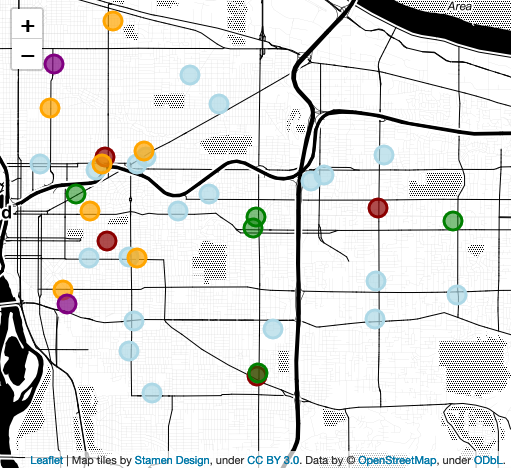 Area
+
−
d
Leaflet | Map tiles by Stamen Design, under CC BY 3.0. Data by © OpenStreetMap, under ODbL.